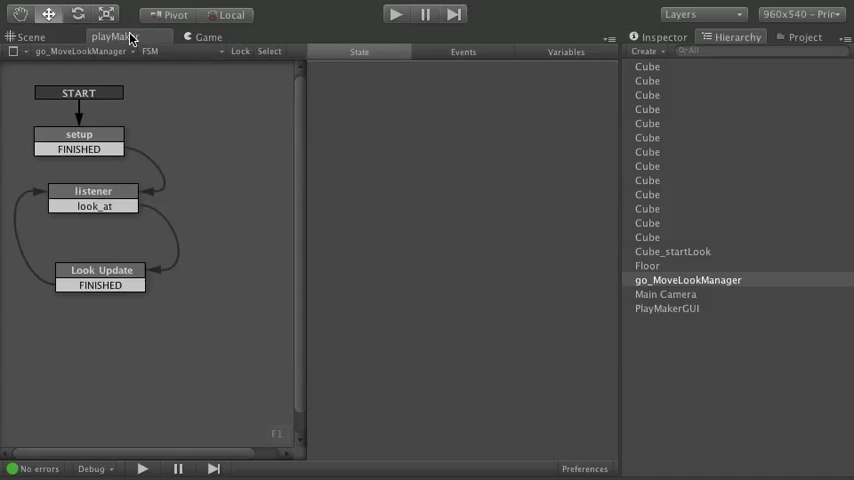 Pivot Local Layers 960x540 - Pri
Scene playMaker Game Inspector Hierarchy Project
go_MoveLookManager FSM Lock Select State Events Variables Create All
START
setup
FINISHED
listener
look_at
Look Update
FINISHED
F1
Cube
Cube
Cube
Cube
Cube
Cube
Cube
Cube
Cube
Cube
Cube
Cube
Cube
Cube_startLook
Floor
go_MoveLookManager
Main Camera
PlayMakerGUI
No errors Debug Preferences